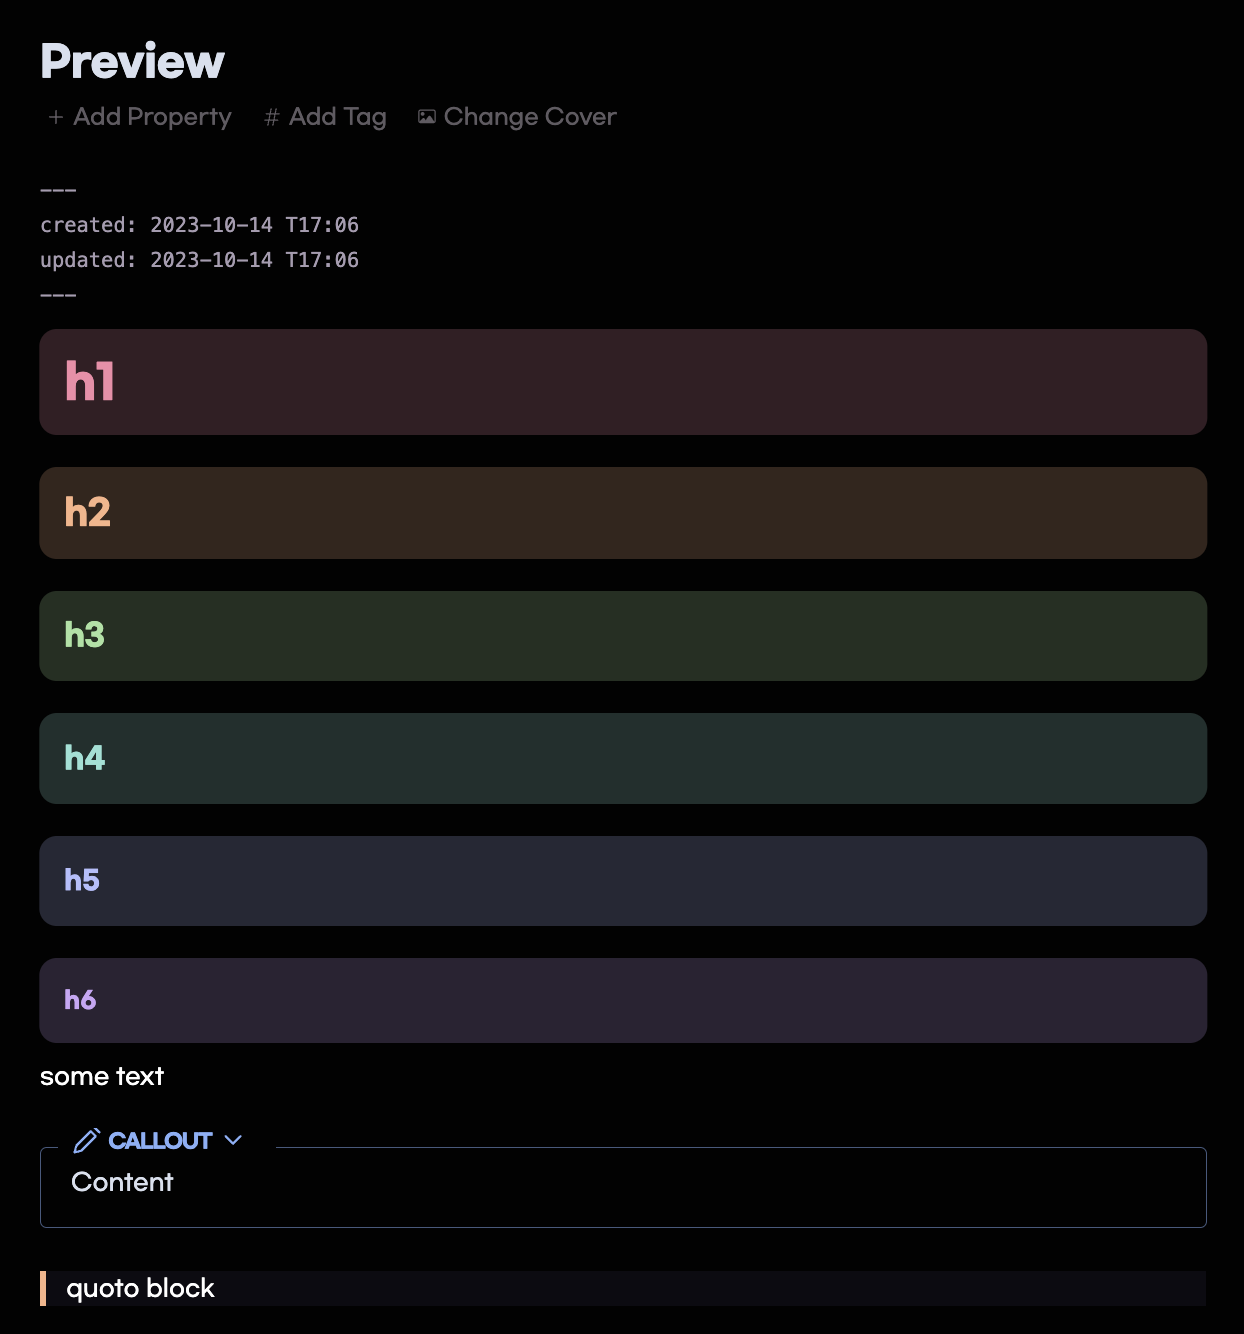 Preview
+ Add Property # Add Tag Change Cover
---
created: 2023-10-14 T17:06
updated: 2023-10-14 T17:06
---
h1
h2
h3
h4
h5
h6
some text
CALLOUT
Content
quoto block